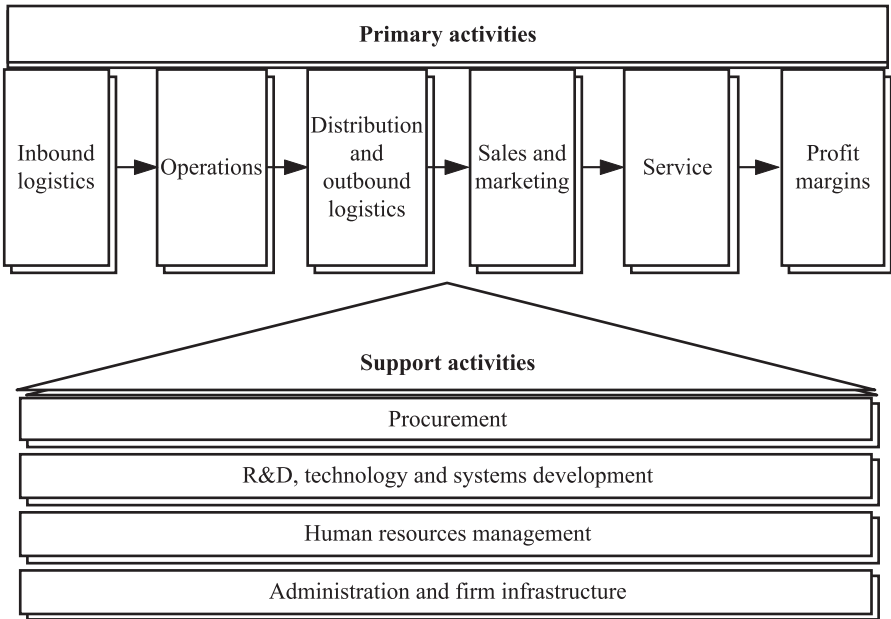 Primary activities
Inbound
logistics
Operations
Distribution
and
outbound
logistics
Sales and
marketing
Service
Profit
margins
Support activities
Procurement
R&D, technology and systems development
Human resources management
Administration and firm infrastructure